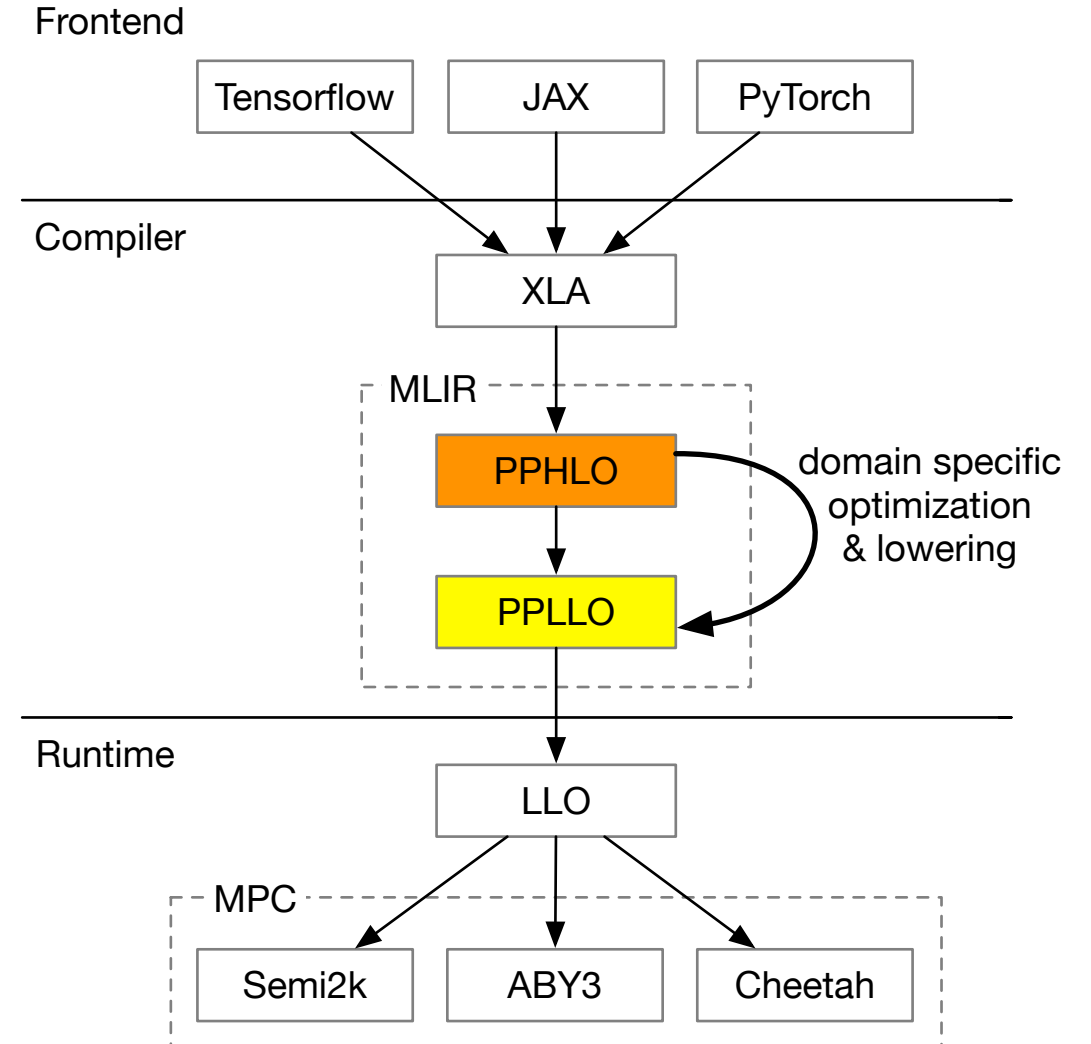 Frontend
Tensorflow
JAX
PyTorch
Compiler
XLA
MLIR
PPHLO
domain specific
optimization
& lowering
PPLLO
Runtime
LLO
MPC
Semi2k
ABY3
Cheetah